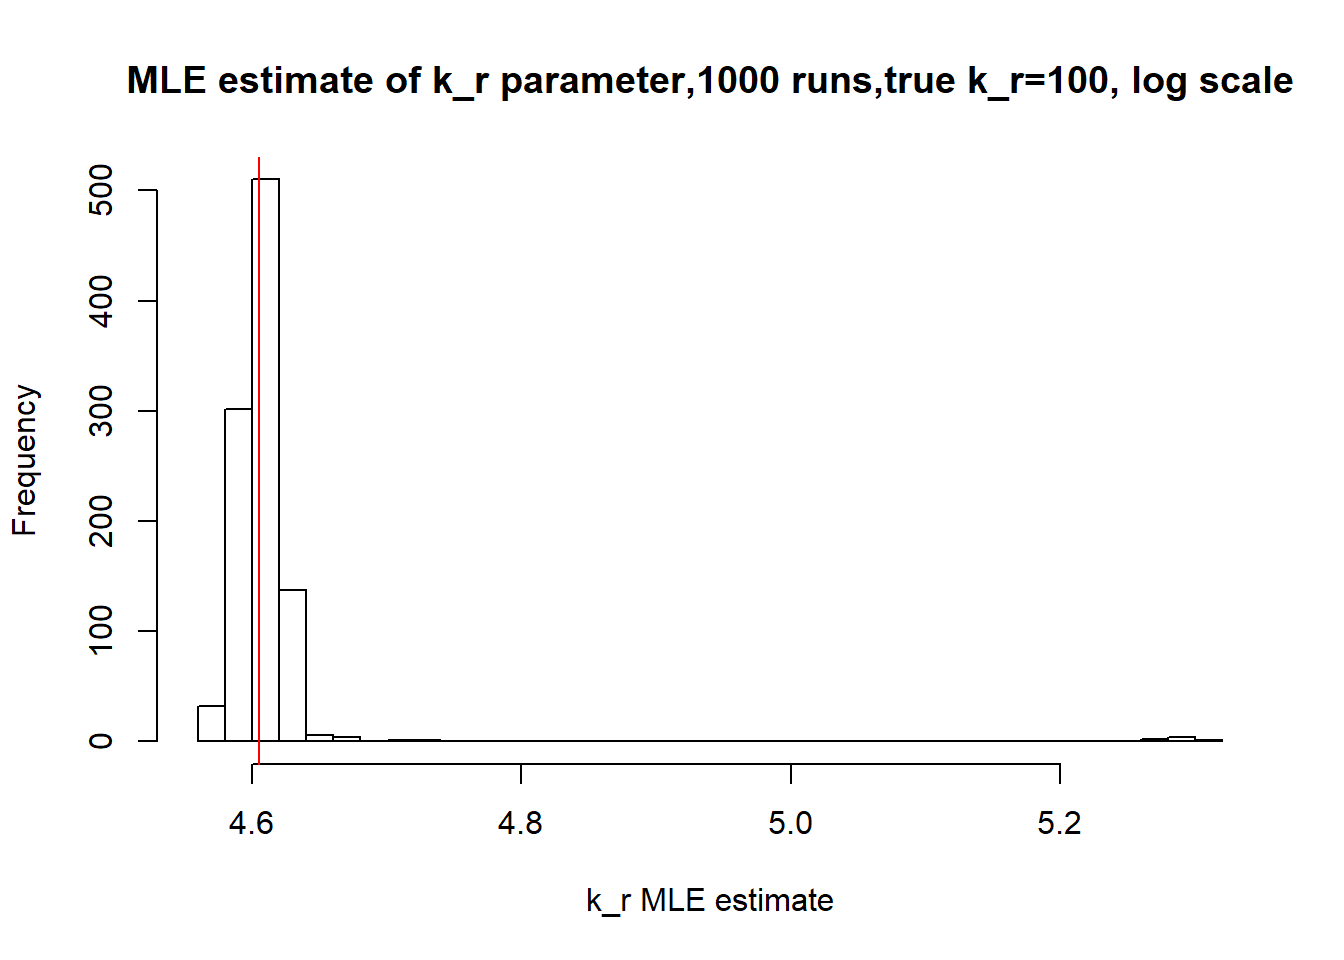 MLE estimate of k_r parameter,1000 runs,true k_r=100, log scale
500
400
300
200
100
0
Frequency
4.6 4.8 5.0 5.2
k_r MLE estimate